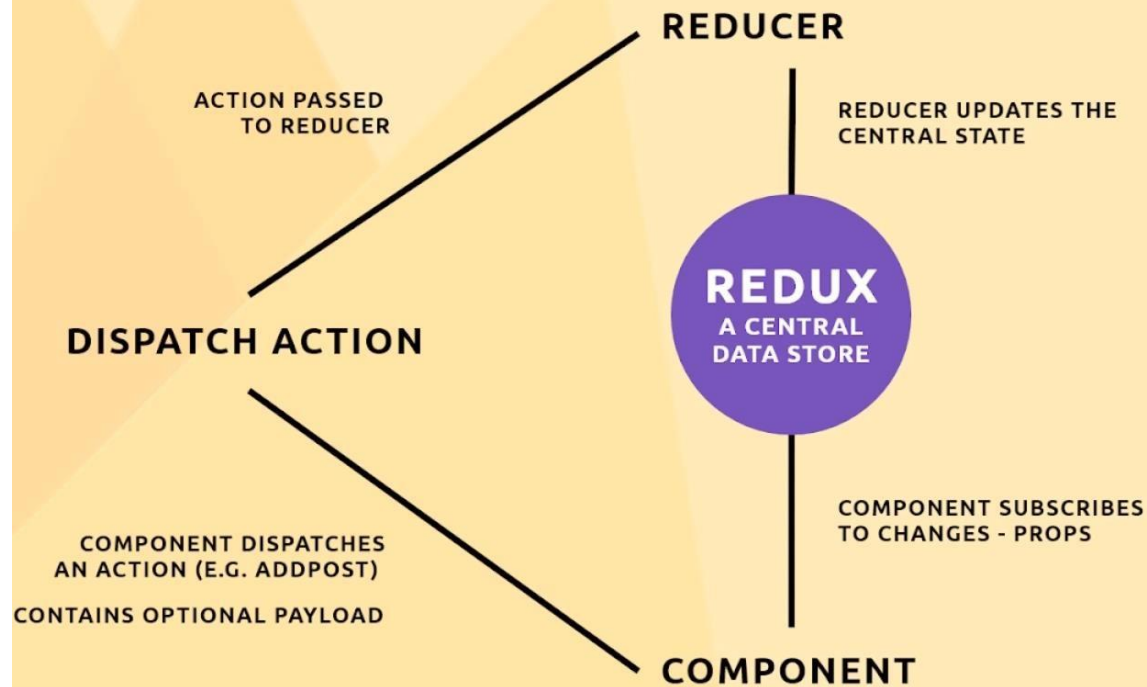 REDUCER
ACTION PASSED
TO REDUCER
REDUCER UPDATES THE
CENTRAL STATE
REDUX
A CENTRAL
DATA STORE
DISPATCH ACTION
COMPONENT SUBSCRIBES
TO CHANGES - PROPS
COMPONENT DISPATCHES
AN ACTION (E.G. ADDPOST)
CONTAINS OPTIONAL PAYLOAD
COMPONENT